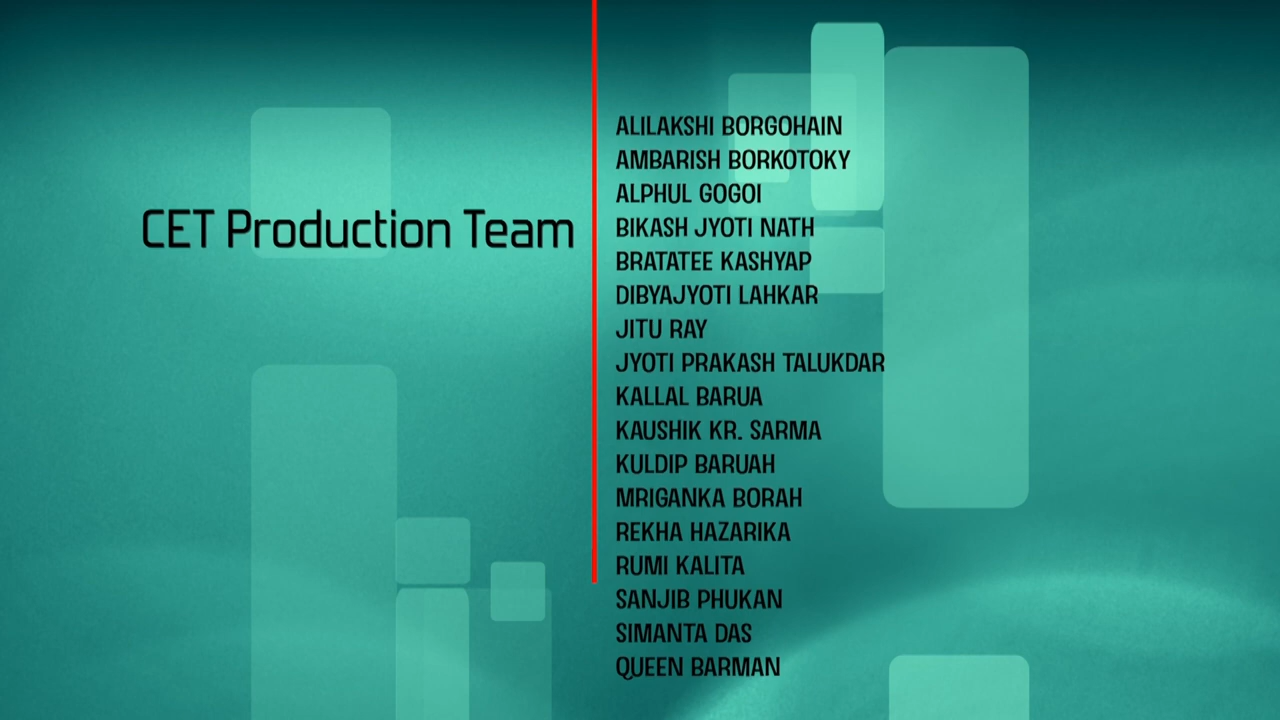 CET Production Team
ALILAKSHI BORGOHAIN
AMBARISH BORKOTOKY
ALPHUL GOGOI
BIKASH JYOTI NATH
BRATATEE KASHYAP
DIBYAJYOTI LAHKAR
JITU RAY
JYOTI PRAKASH TALUKDAR
KALLAL BARUA
KAUSHIK KR. SARMA
KULDIP BARUAH
MRIGANKA BORAH
REKHA HAZARIKA
RUMI KALITA
SANJIB PHUKAN
SIMANTA DAS
QUEEN BARMAN